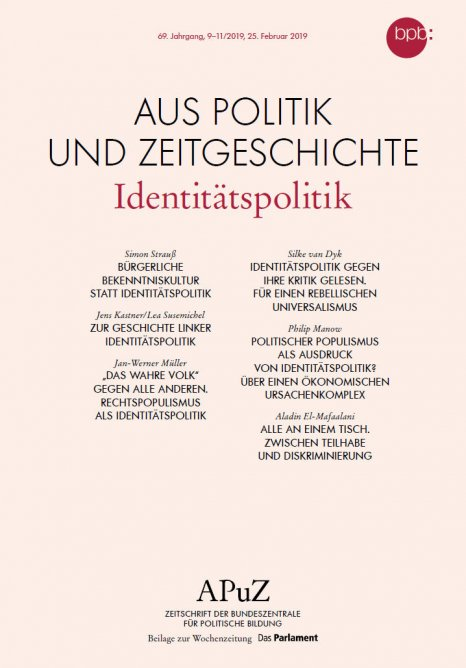 69. Jahrgang, 9–11/2019, 25. Februar 2019
bpb:
AUS POLITIK
UND ZEITGESCHICHTE
Identitätspolitik
Simon Strauß
BÜRGERLICHE
BEKENNTNISKULTUR
STATT IDENTITÄTSPOLITIK
Jens Kastner/Lea Susemichel
ZUR GESCHICHTE LINKER
IDENTITÄTSPOLITIK
Jan-Werner Müller
„DAS WAHRE VOLK“
GEGEN ALLE ANDEREN.
RECHTSPOPULISMUS
ALS IDENTITÄTSPOLITIK
Silke van Dyk
IDENTITÄTSPOLITIK GEGEN
IHRE KRITIK GELESEN.
FÜR EINEN REBELLISCHEN
UNIVERSALISMUS
Philip Manow
POLITISCHER POPULISMUS
ALS AUSDRUCK
VON IDENTITÄTSPOLITIK?
ÜBER EINEN ÖKONOMISCHEN
URSACHENKOMPLEX
Aladin El-Mafaalani
ALLE AN EINEM TISCH.
ZWISCHEN TEILHABE
UND DISKRIMINIERUNG
APuZ
ZEITSCHRIFT DER BUNDESZENTRALE
FÜR POLITISCHE BILDUNG
Beilage zur Wochenzeitung Das Parlament